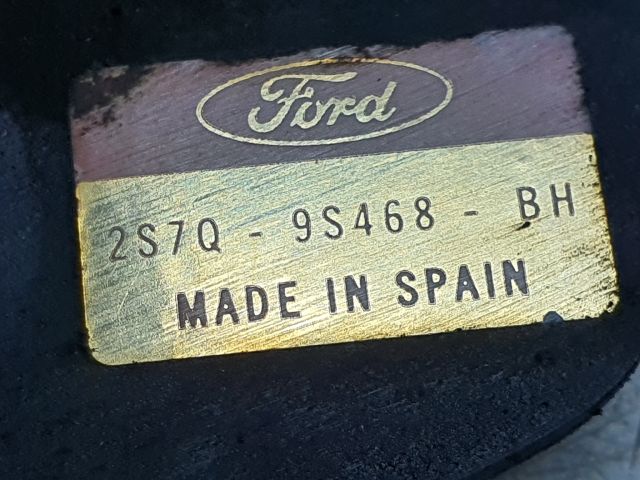 Ford
2S7Q - 9S468 - BH
MADE IN SPAIN